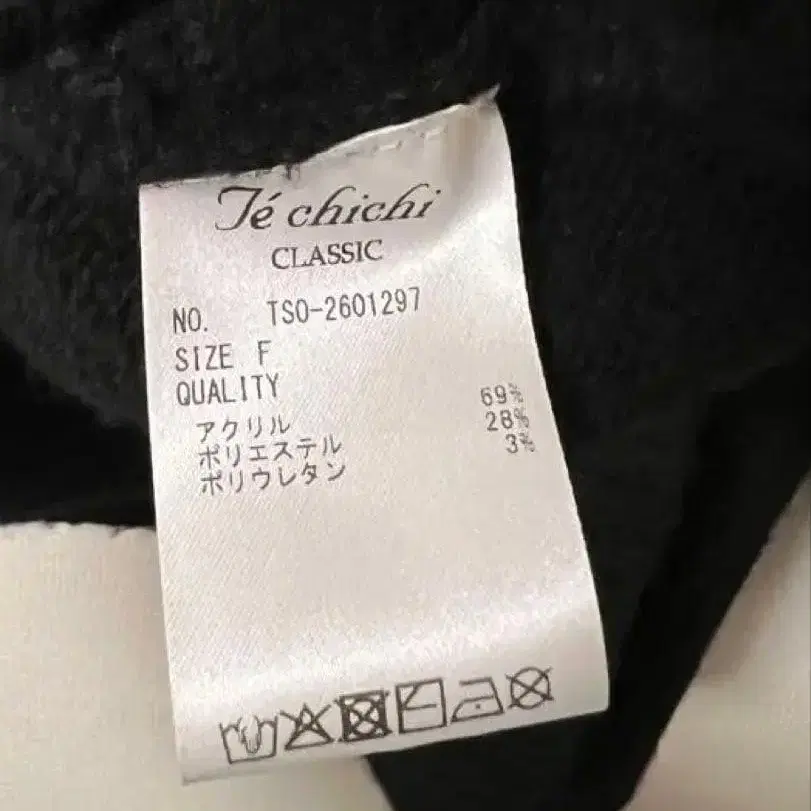 Té chichi
CLASSIC
NO. TSO-2601297
SIZE F
QUALITY
アクリル 69%
ポリエステル 28%
ポリウレタン 3%